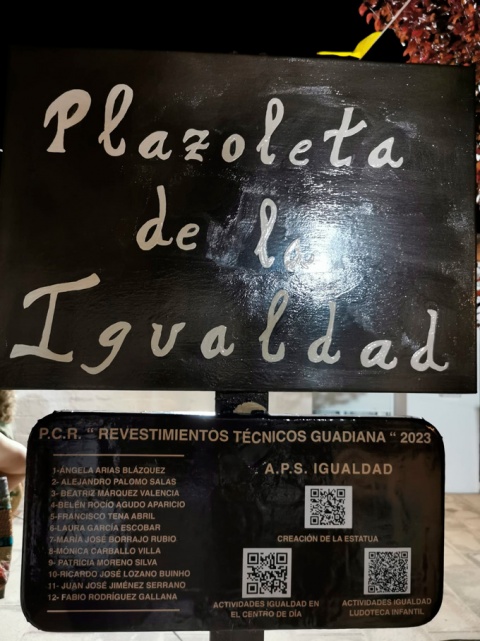 Plazoleta
de la
Igualdad
P.C.R. " REVESTIMIENTOS TÉCNICOS GUADIANA " 2023
1-ÁNGELA ARIAS BLÁZQUEZ
2- ALEJANDRO PALOMO SALAS
3- BEATRIZ MÁRQUEZ VALENCIA
4-BELÉN ROCIO AGUDO APARICIO
5-FRANCISCO TENA ABRIL
6-LAURA GARCÍA ESCOBAR
7-MARÍA JOSÉ BORRAJO RUBIO
8-MÓNICA CARBALLO VILLA
9- PATRICIA MORENO SILVA
10-RICARDO JOSÉ LOZANO BUINHO
11- JUAN JOSÉ JIMÉNEZ SERRANO
12- FABIO RODRÍGUEZ GALLANA
A.P.S. IGUALDAD
CREACIÓN DE LA ESTATUA
ACTIVIDADES IGUALDAD EN
EL CENTRO DE DÍA
ACTIVIDADES IGUALDAD
LUDOTECA INFANTIL